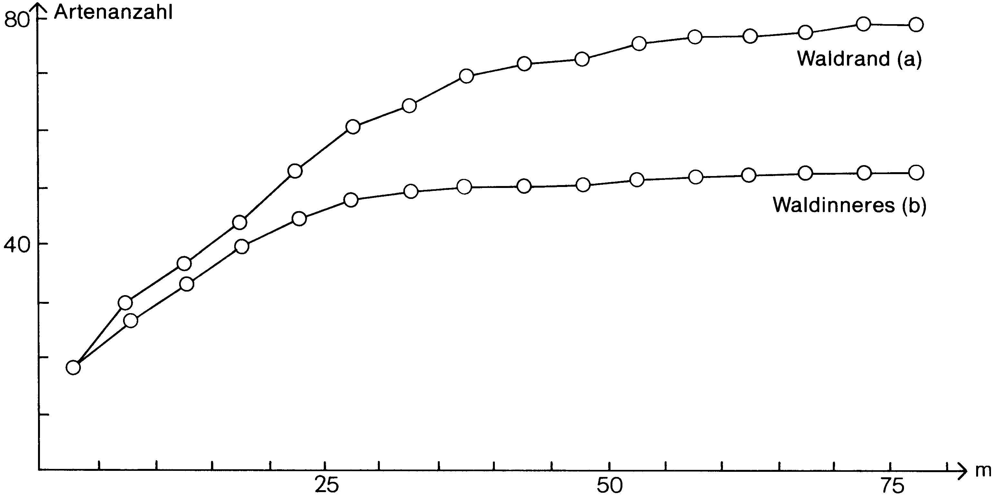 80
Artenanzahl
Waldrand (a)
Waldinneres (b)
40
m
25
50
75